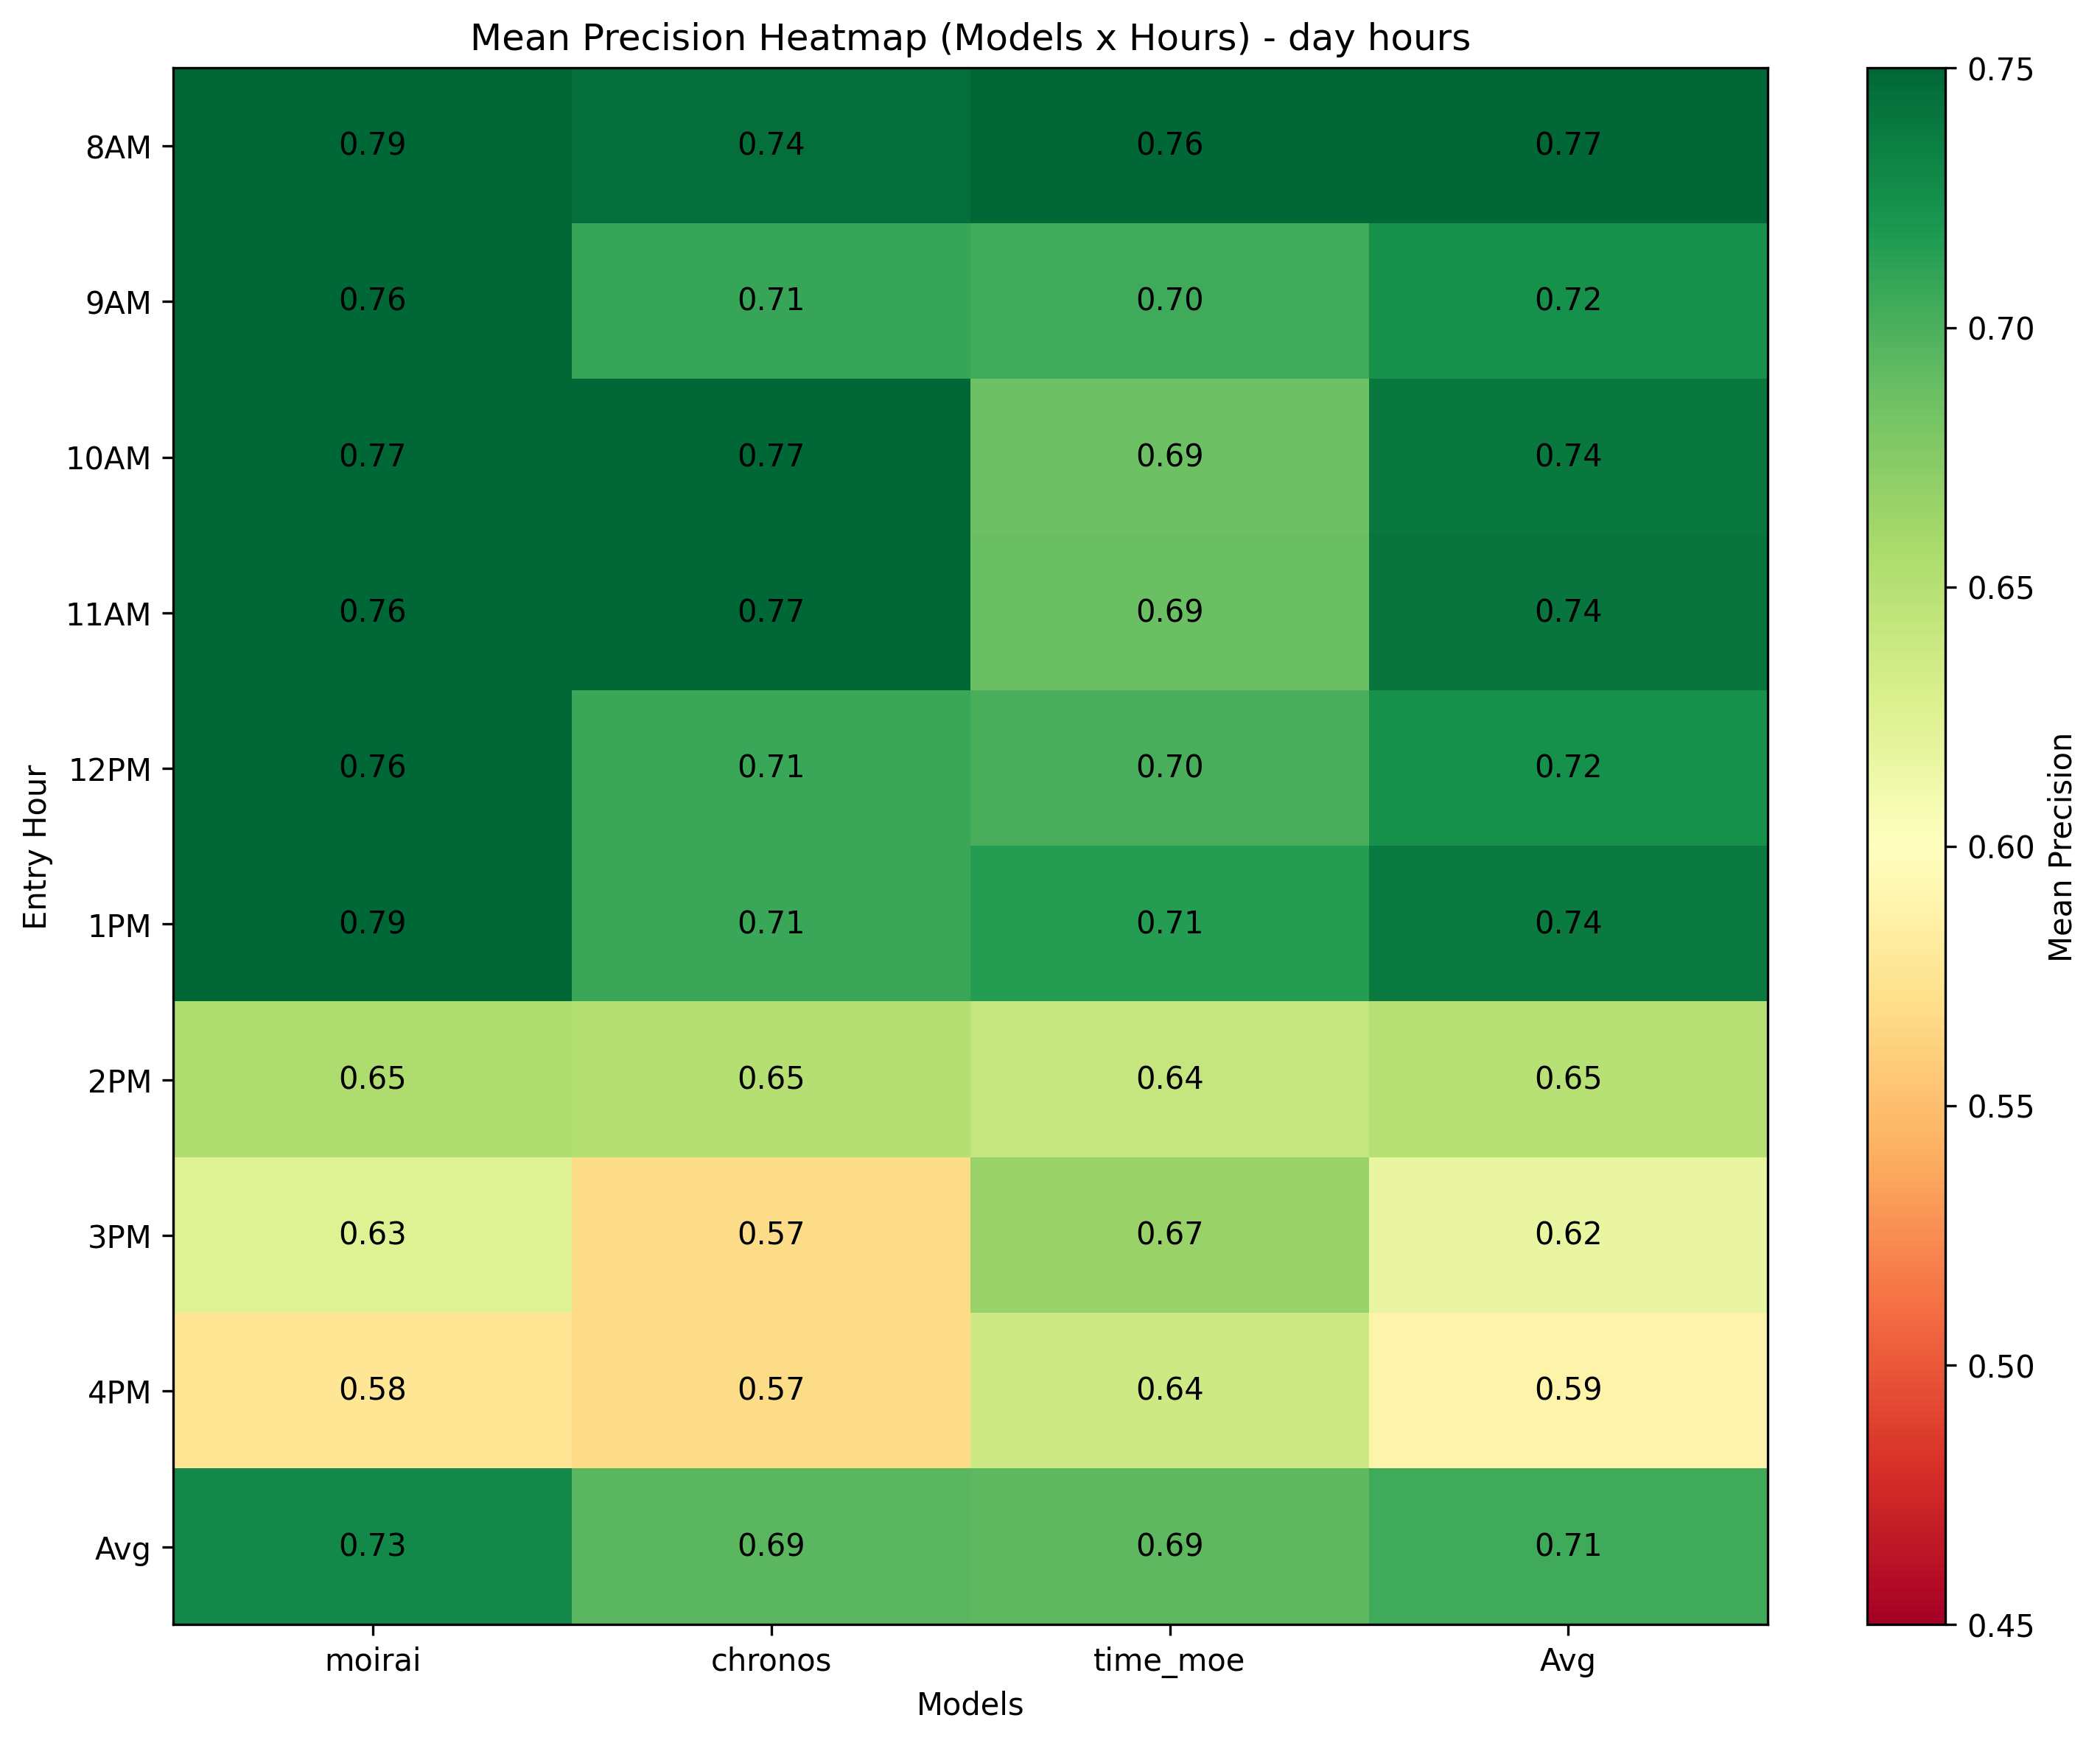 Mean Precision Heatmap (Models x Hours) - day hours
8AM 0.79 0.74 0.76 0.77
9AM 0.76 0.71 0.70 0.72
10AM 0.77 0.77 0.69 0.74
11AM 0.76 0.77 0.69 0.74
12PM 0.76 0.71 0.70 0.72
1PM 0.79 0.71 0.71 0.74
2PM 0.65 0.65 0.64 0.65
3PM 0.63 0.57 0.67 0.62
4PM 0.58 0.57 0.64 0.59
Avg 0.73 0.69 0.69 0.71
moirai chronos time_moe Avg
Models
Entry Hour
0.75
0.70
0.65
0.60
0.55
0.50
0.45
Mean Precision